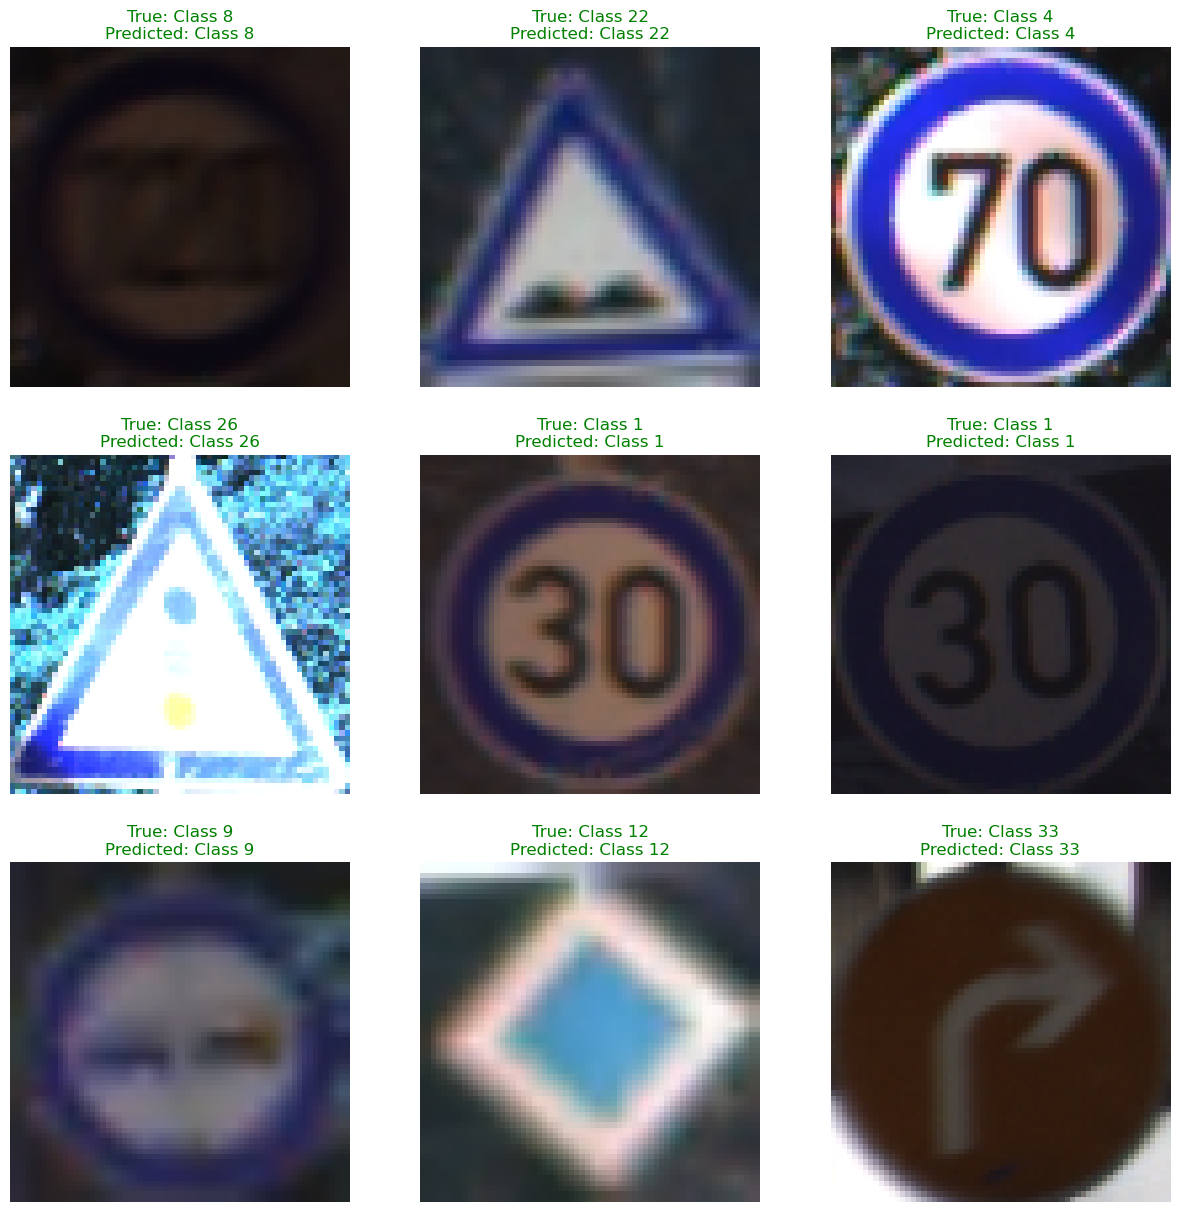 True: Class 8
Predicted: Class 8
True: Class 22
Predicted: Class 22
True: Class 4
Predicted: Class 4
70
True: Class 26
Predicted: Class 26
True: Class 1
Predicted: Class 1
30
True: Class 1
Predicted: Class 1
30
True: Class 9
Predicted: Class 9
True: Class 12
Predicted: Class 12
True: Class 33
Predicted: Class 33